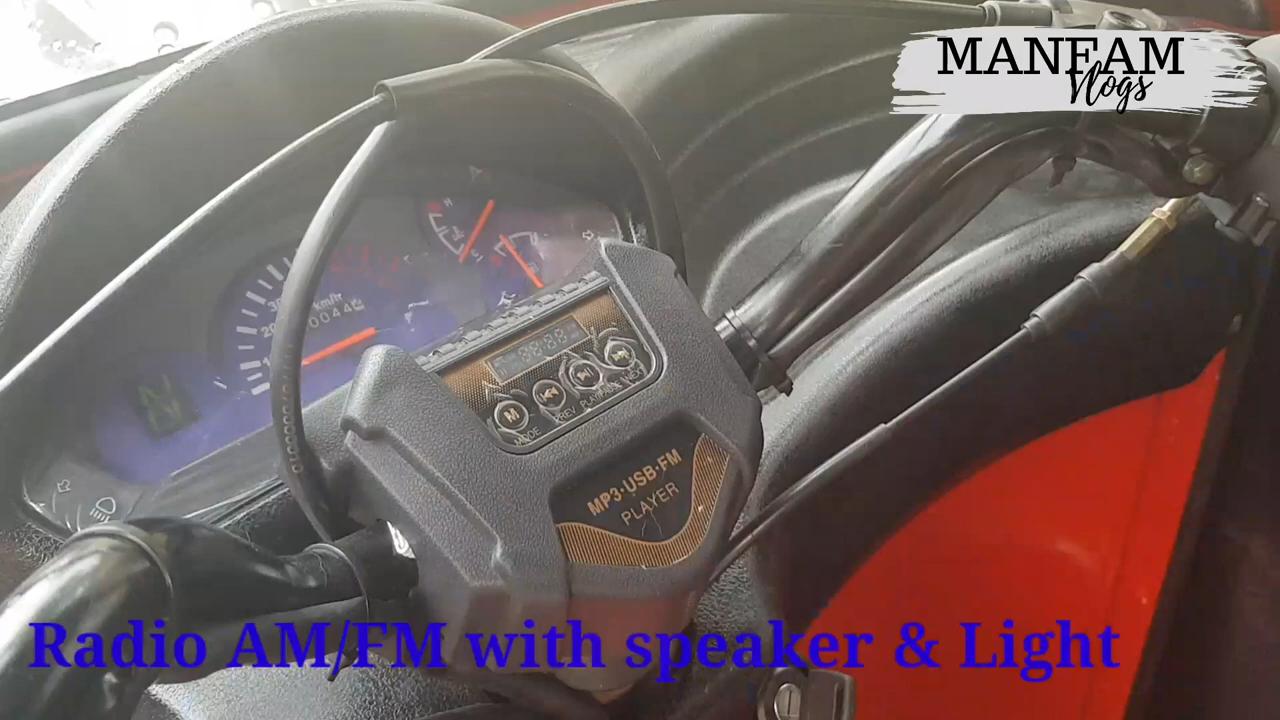 MANFAM
Vlogs
km/h
M
MODE
PREV
PLAY/PAUSE
NEXT
MP3·USB·FM
PLAYER
Radio AM/FM with speaker & Light